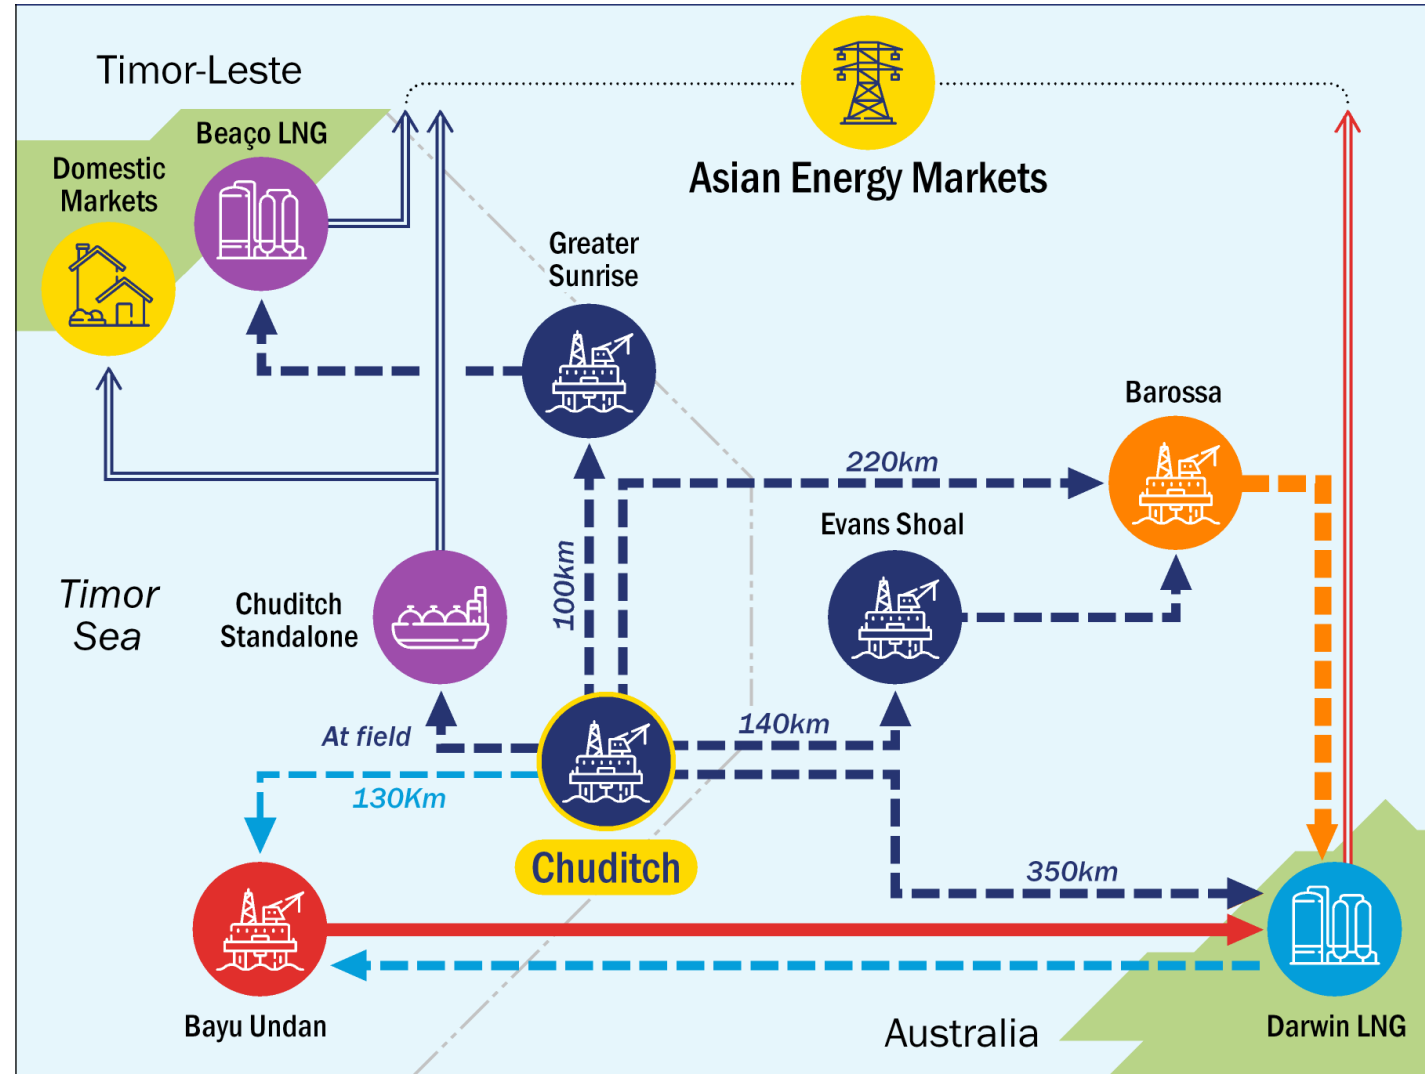 Timor-Leste
Beaço LNG
Domestic
Markets
Asian Energy Markets
Greater
Sunrise
Barossa
220km
Evans Shoal
100km
Timor
Sea
Chuditch
Standalone
At field
140km
130Km
Chuditch
350km
Bayu Undan
Australia
Darwin LNG